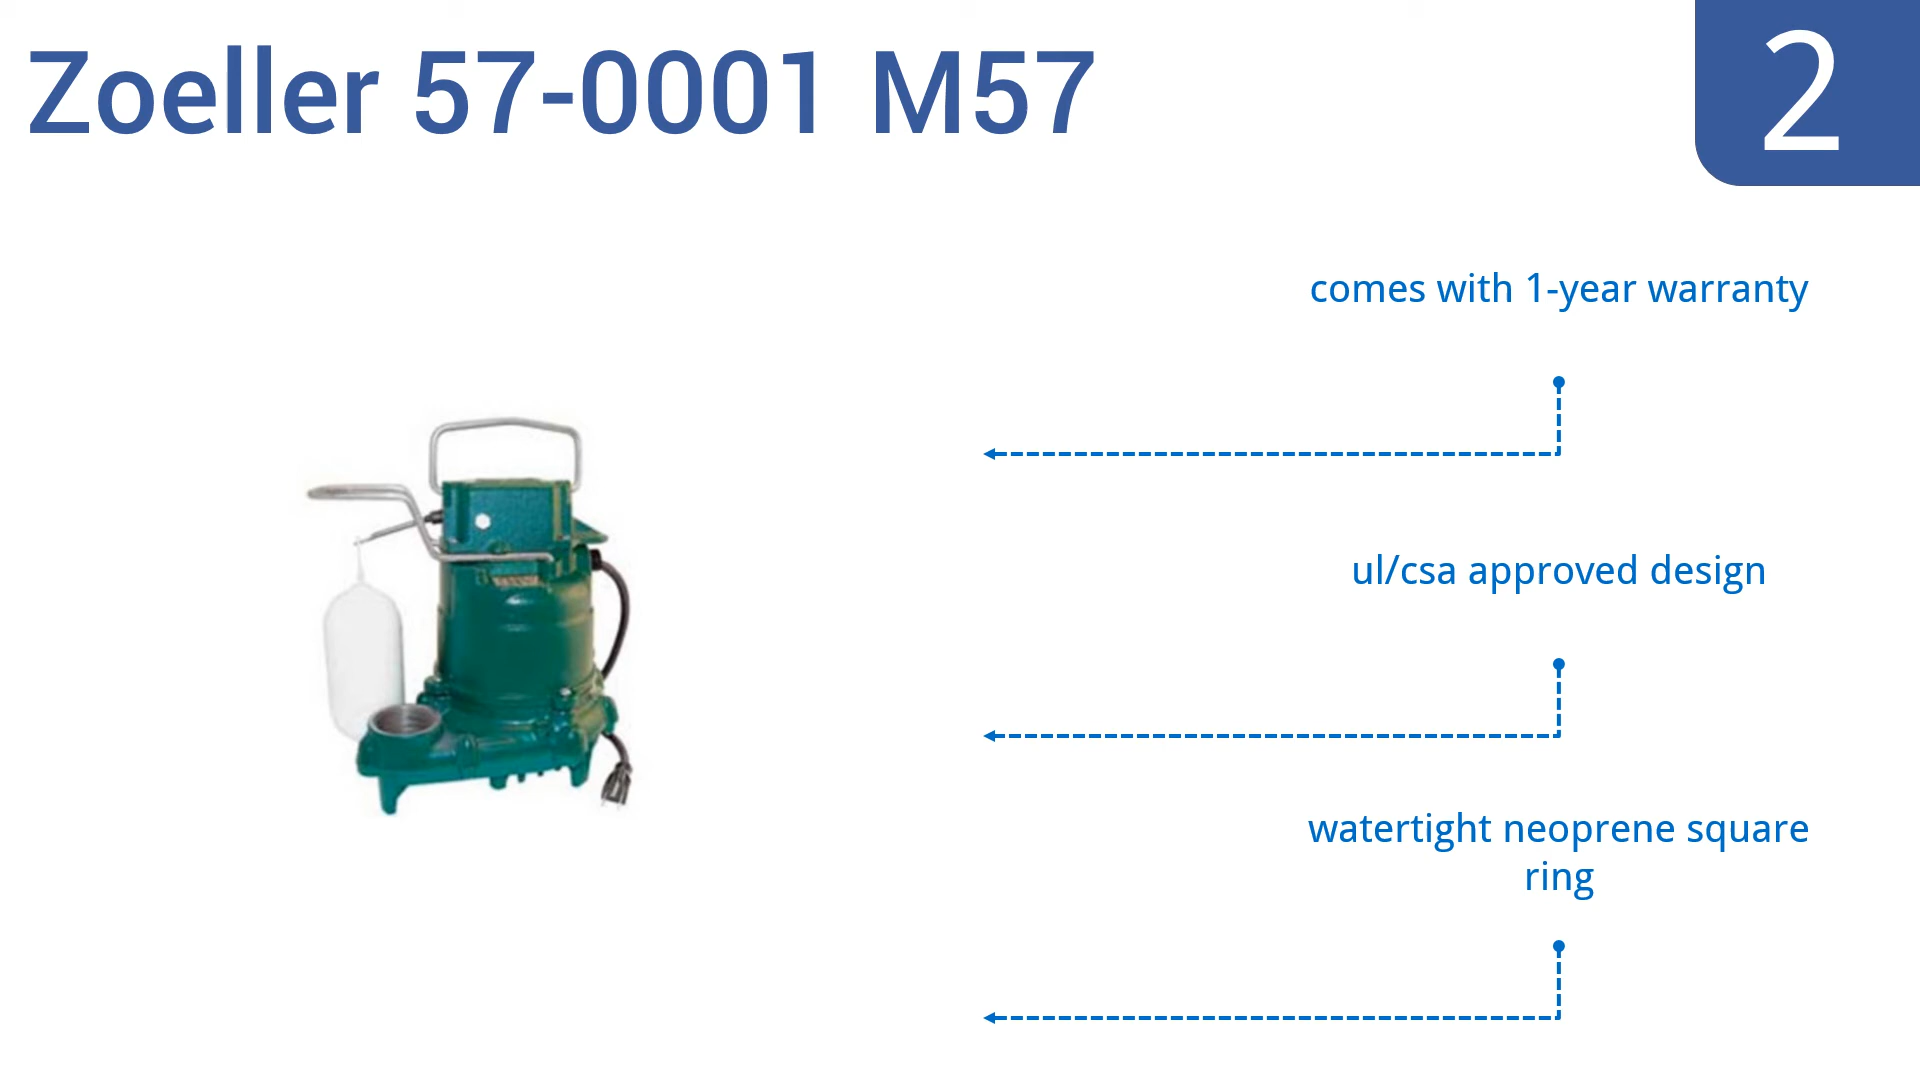 Zoeller 57-0001 M57
2
comes with 1-year warranty
ul/csa approved design
watertight neoprene square
ring